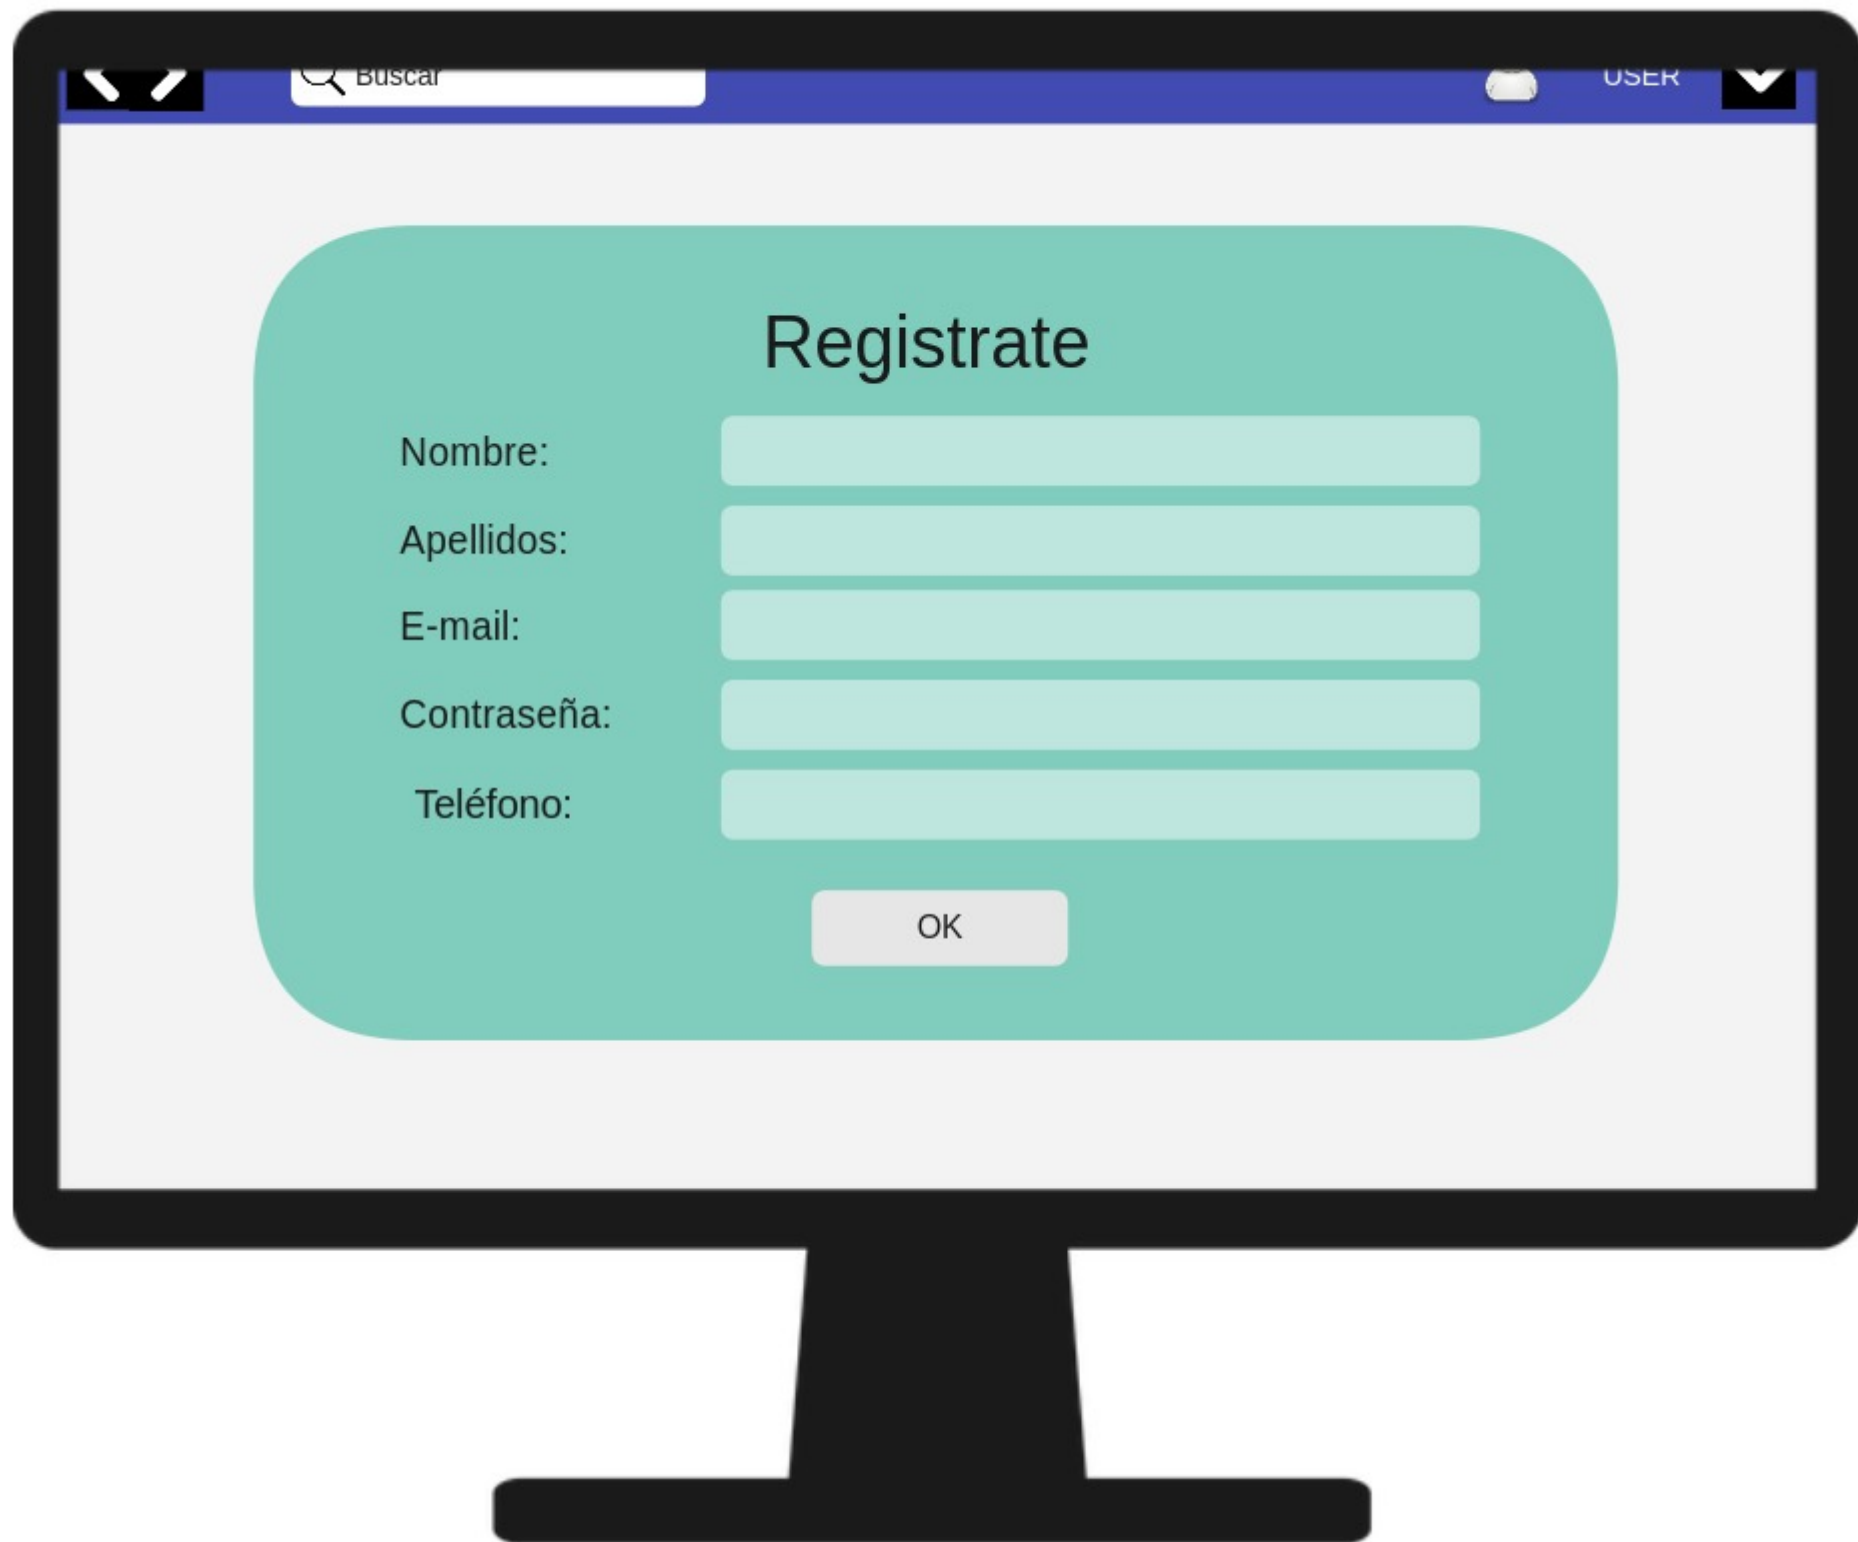 Buscar
USER
Registrate
Nombre:
Apellidos:
E-mail:
Contraseña:
Teléfono:
OK